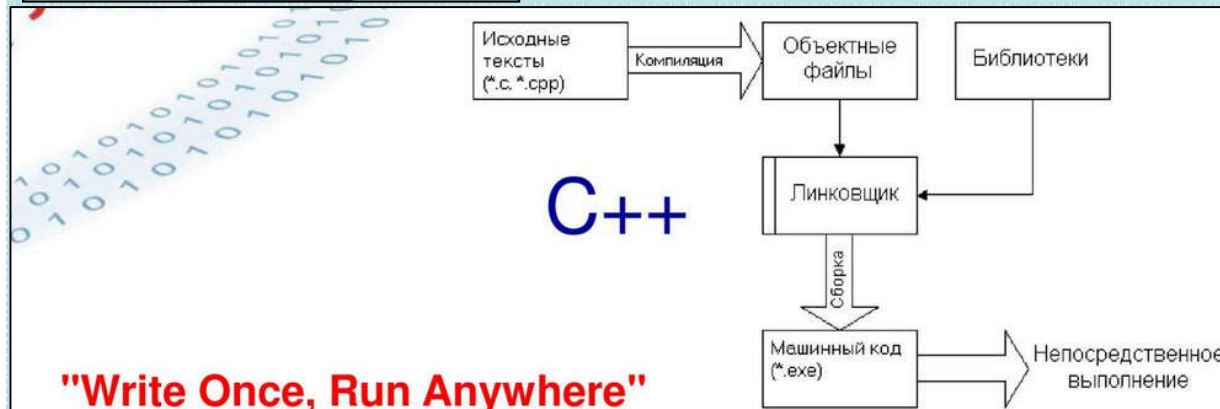 Исходные
тексты
(*.c, *.cpp)
Компиляция
Объектные
файлы
Библиотеки
C++
Линковщик
Сборка
Машинный код
(*.exe)
Непосредственное
выполнение
"Write Once, Run Anywhere"